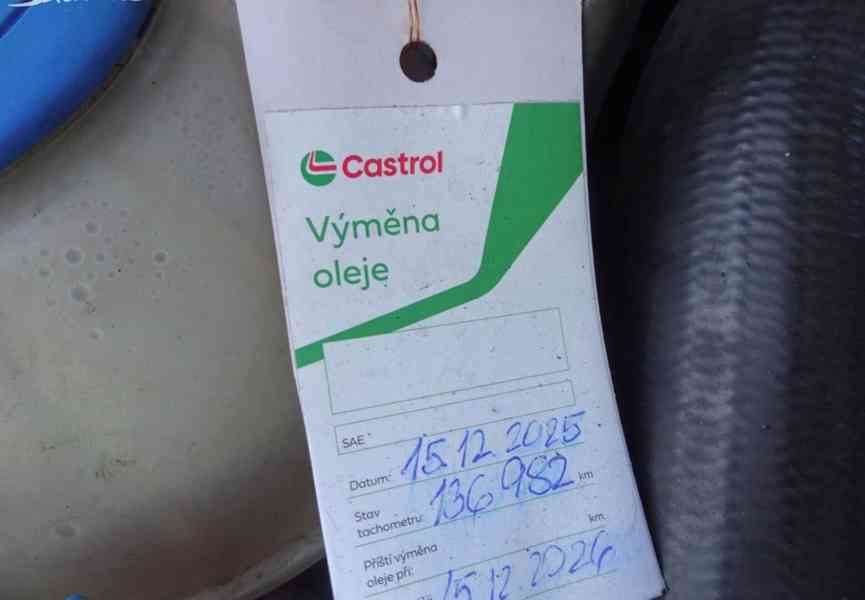 Castrol
Výměna
oleje
SAE
Datum: 15.12.2025
Stav
tachometru: 136 982 km
km
Příští výměna
oleje při:
15.12.2026